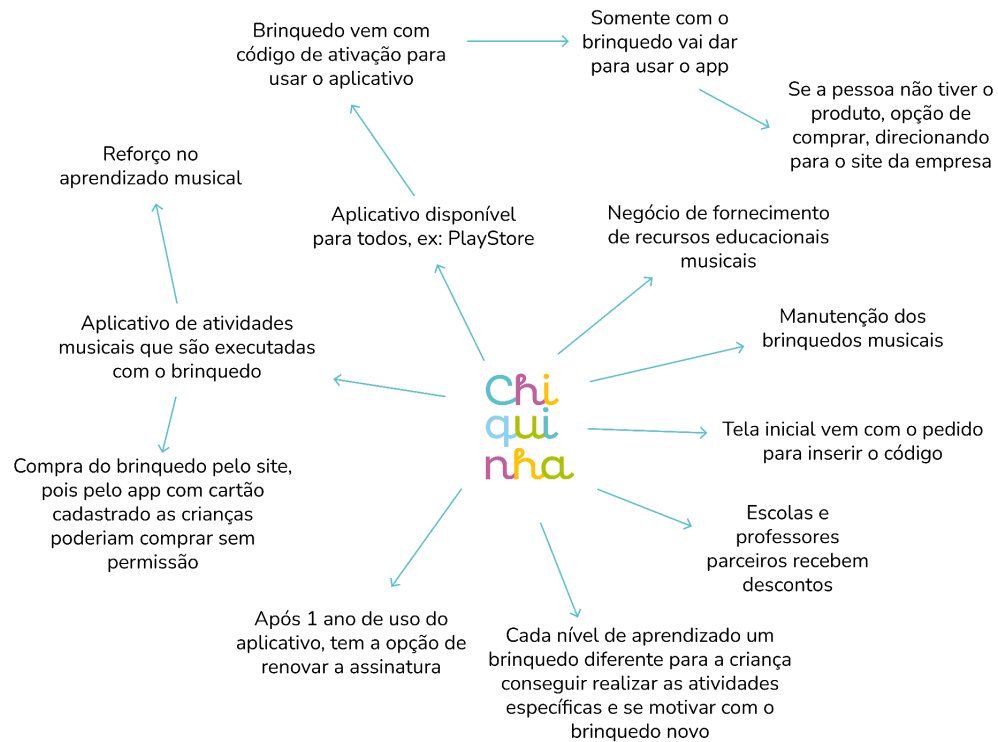 Brinquedo vem com
código de ativação para
usar o aplicativo
Somente com o
brinquedo vai dar
para usar o app
Se a pessoa não tiver o
produto, opção de
comprar, direcionando
para o site da empresa
Reforço no
aprendizado musical
Aplicativo disponível
para todos, ex: PlayStore
Negócio de fornecimento
de recursos educacionais
musicais
Aplicativo de atividades
musicais que são executadas
com o brinquedo
Manutenção dos
brinquedos musicais
Chi
qui
nha
Tela inicial vem com o pedido
para inserir o código
Compra do brinquedo pelo site,
pois pelo app com cartão
cadastrado as crianças
poderiam comprar sem
permissão
Escolas e
professores
parceiros recebem
descontos
Após 1 ano de uso do
aplicativo, tem a opção de
renovar a assinatura
Cada nível de aprendizado um
brinquedo diferente para a criança
conseguir realizar as atividades
específicas e se motivar com o
brinquedo novo